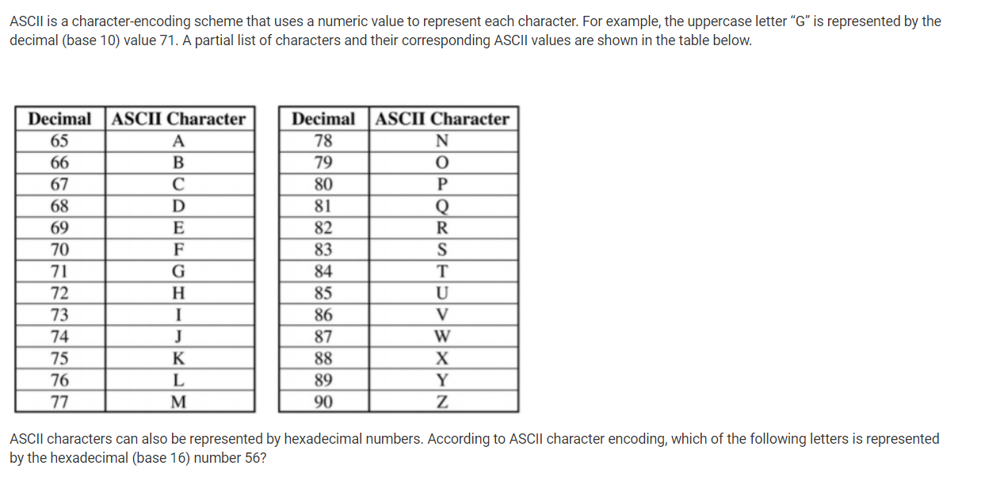 ASCII is a character-encoding scheme that uses a numeric value to represent each character. For example, the uppercase letter “G” is represented by the
decimal (base 10) value 71. A partial list of characters and their corresponding ASCII values are shown in the table below.
Decimal ASCII Character Decimal ASCII Character
65 A 78 N
66 B 79 O
67 C 80 P
68 D 81 Q
69 E 82 R
70 F 83 S
71 G 84 T
72 H 85 U
73 I 86 V
74 J 87 W
75 K 88 X
76 L 89 Y
77 M 90 Z
ASCII characters can also be represented by hexadecimal numbers. According to ASCII character encoding, which of the following letters is represented
by the hexadecimal (base 16) number 56?